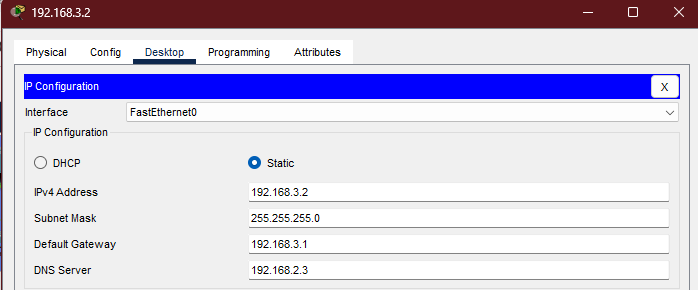 192.168.3.2
Physical Config Desktop Programming Attributes
IP Configuration X
Interface FastEthernet0
IP Configuration
DHCP Static
IPv4 Address 192.168.3.2
Subnet Mask 255.255.255.0
Default Gateway 192.168.3.1
DNS Server 192.168.2.3